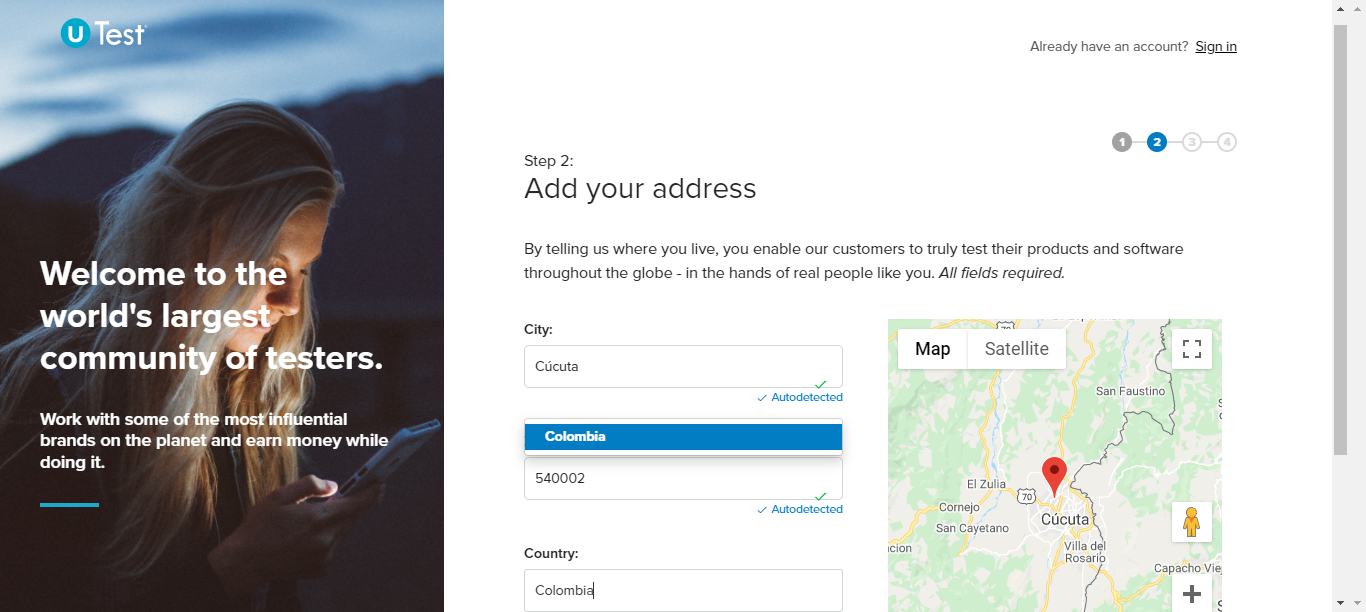 U Test
Already have an account? Sign in
1 2 3 4
Step 2:
Add your address
By telling us where you live, you enable our customers to truly test their products and software
throughout the globe - in the hands of real people like you. All fields required.
Welcome to the
world's largest
community of testers.
Work with some of the most influential
brands on the planet and earn money while
doing it.
City:
Cúcuta
Autodetected
Colombia
540002
Autodetected
Country:
Colombia
Map Satellite
San Faustino
El Zulia
70
Cornejo
Cúcuta
San Cayetano
Villa del
Rosario
Capacho